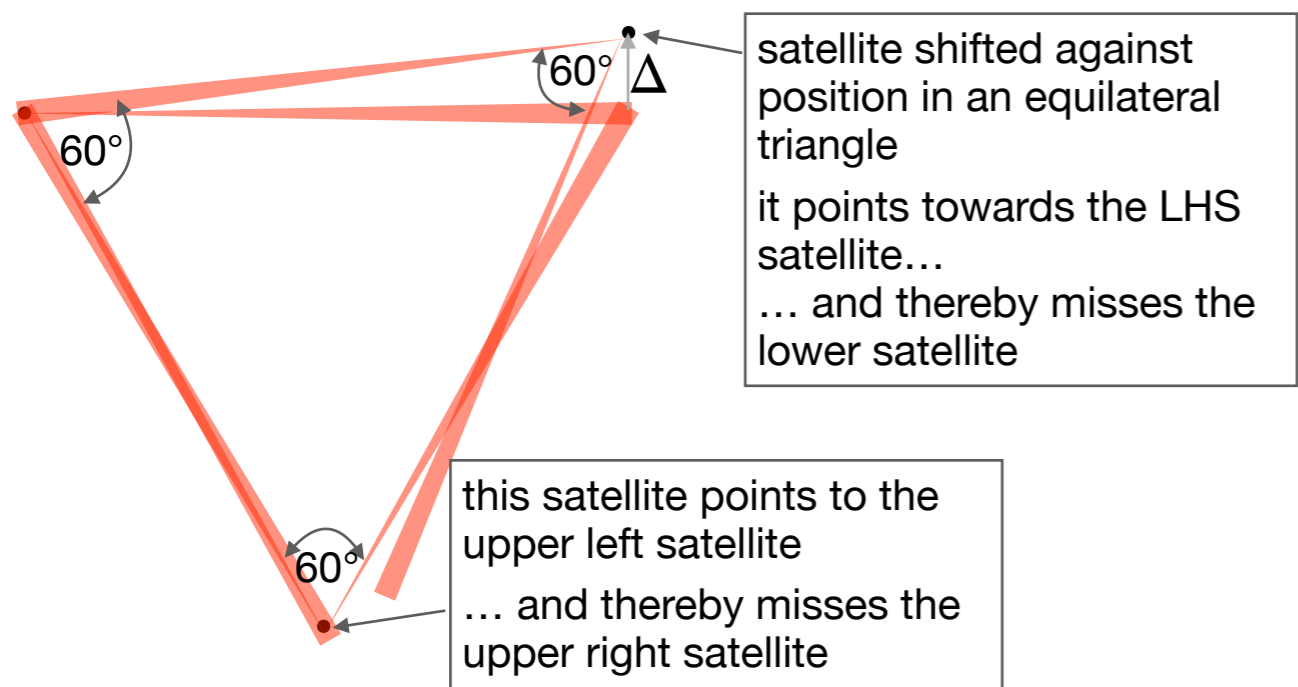 satellite shifted against
position in an equilateral
triangle
it points towards the LHS
satellite…
… and thereby misses the
lower satellite
60°
Δ
60°
60°
this satellite points to the
upper left satellite
… and thereby misses the
upper right satellite